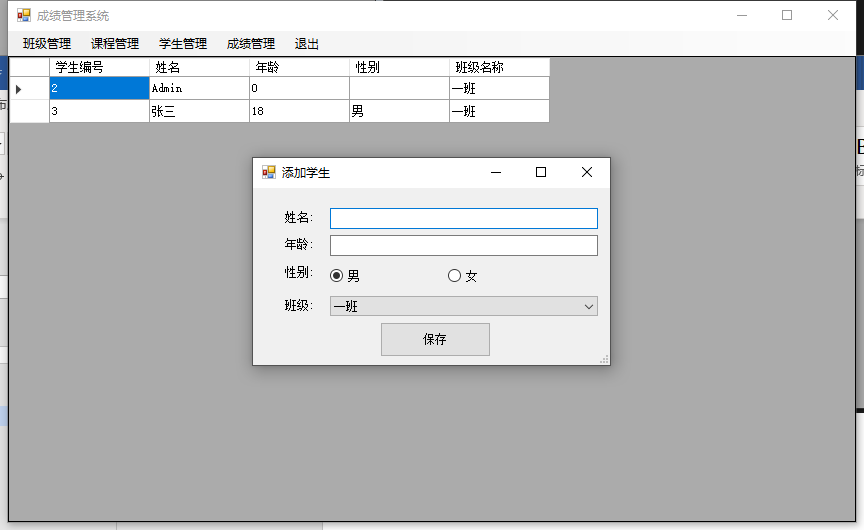 成绩管理系统
班级管理 课程管理 学生管理 成绩管理 退出
学生编号 姓名 年龄 性别 班级名称
2 Admin 0 一班
3 张三 18 男 一班
添加学生
姓名:
年龄:
性别: 男 女
班级: 一班
保存